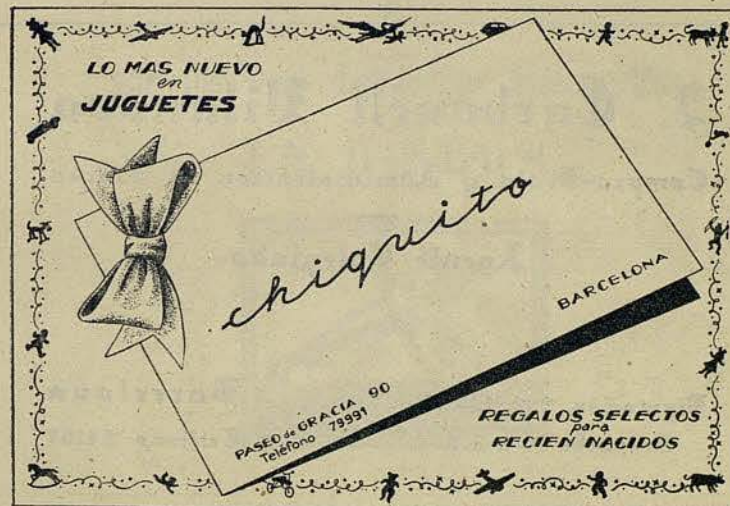 LO MAS NUEVO
en
JUGUETES
chiquito
BARCELONA
PASEO de GRACIA 90
Teléfono 79991
REGALOS SELECTOS
para
RECIEN NACIDOS